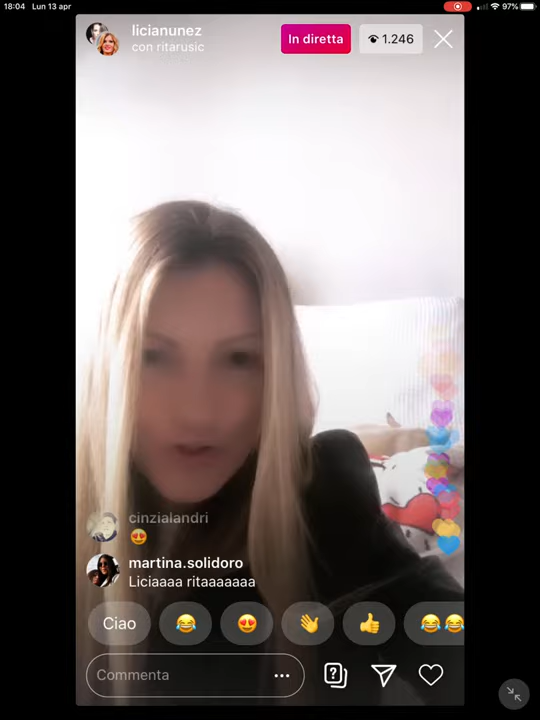 18:04 Lun 13 apr
97%
licianunez
con ritarusic
In diretta
1.246
cinzialandri
😍
martina.solidoro
Liciaaaa ritaaaaaaa
Ciao 😂 😍 👋 👍 😂😂
Commenta